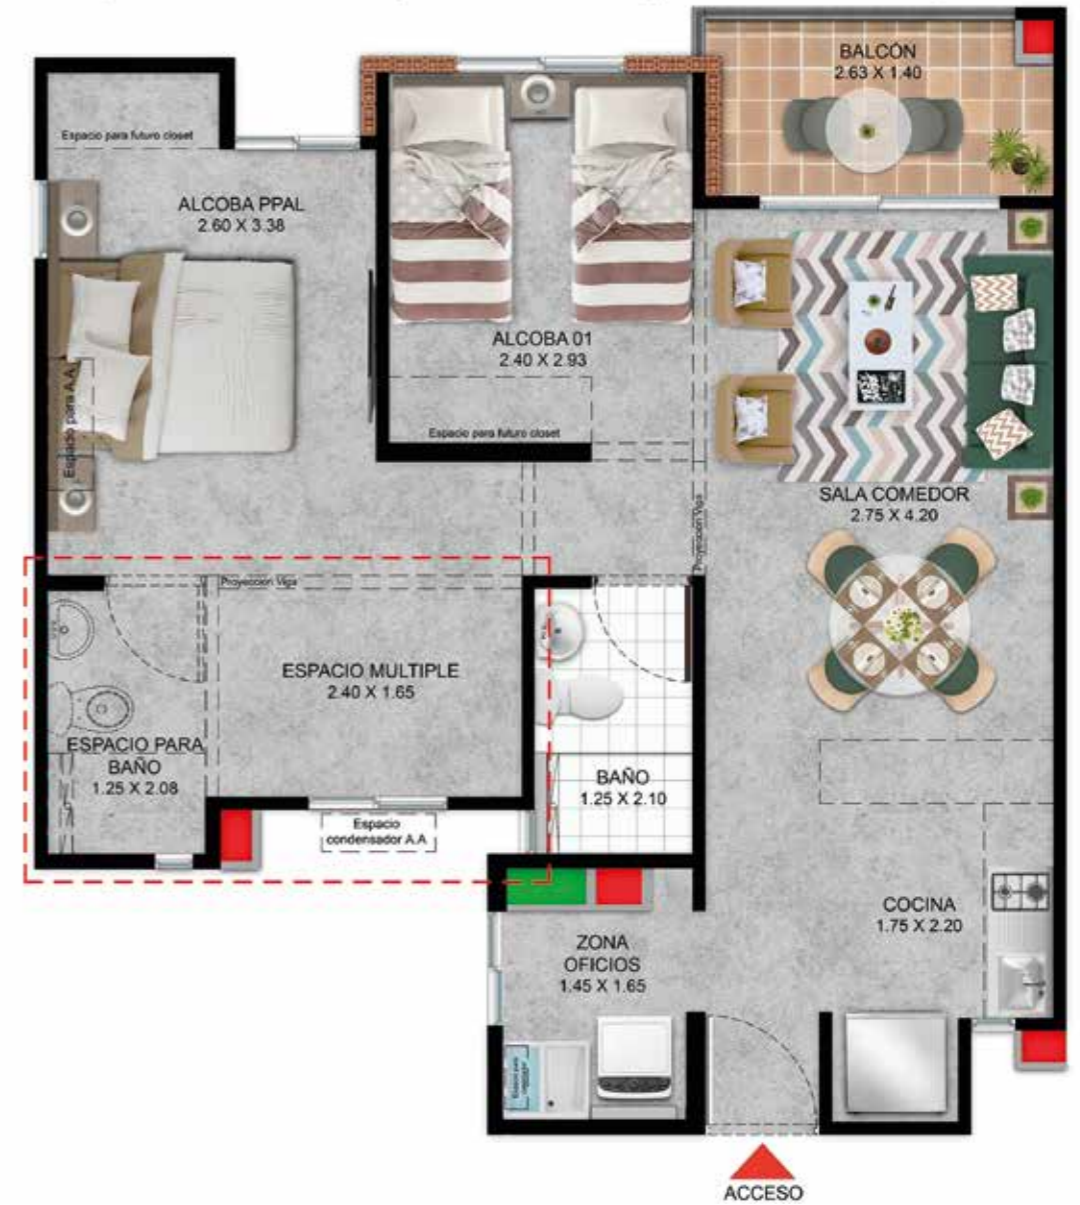 BALCÓN
2.63 X 1.40
Espacio para futuro closet
ALCOBA PPAL
2.60 X 3.38
ALCOBA 01
2.40 X 2.93
Espacio para A.A
Espacio para futuro closet
SALA COMEDOR
2.75 X 4.20
Proyección Viga
Proyección Viga
ESPACIO MULTIPLE
2.40 X 1.65
ESPACIO PARA
BAÑO
1.25 X 2.08
BAÑO
1.25 X 2.10
Espacio
condensador A.A
COCINA
1.75 X 2.20
ZONA
OFICIOS
1.45 X 1.65
Espacio para
ACCESO